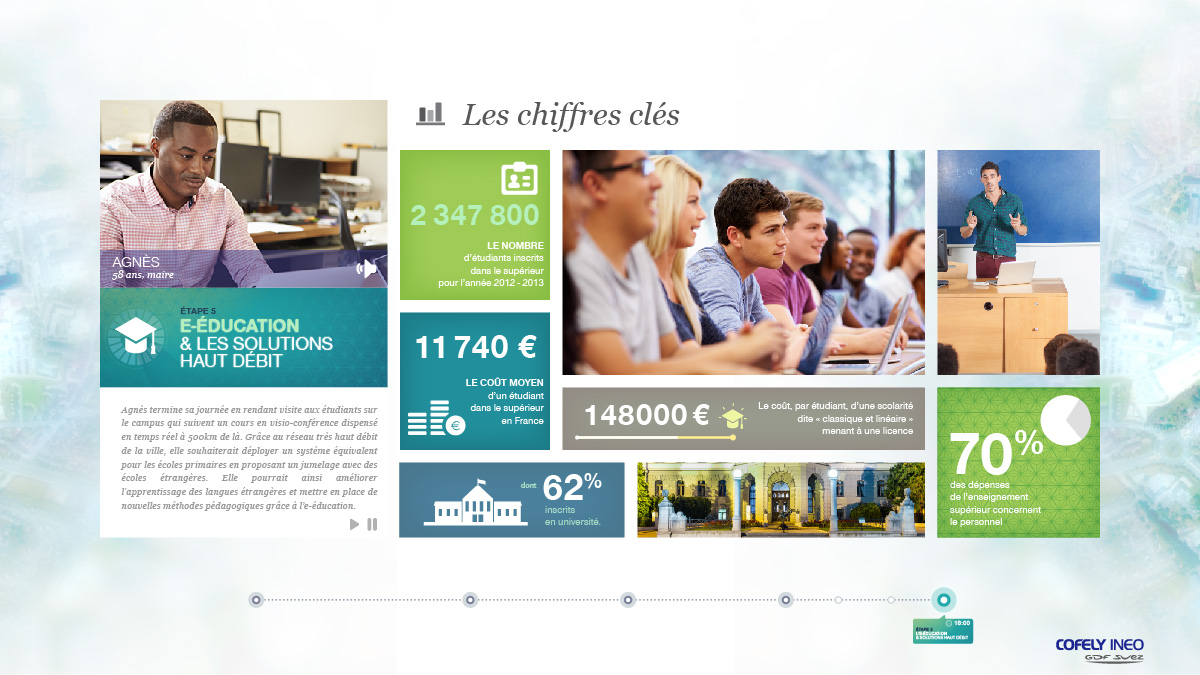 Les chiffres clés
AGNÈS
58 ans, maire
ÉTAPE 5
E-ÉDUCATION
& LES SOLUTIONS
HAUT DÉBIT
Agnès termine sa journée en rendant visite aux étudiants sur
le campus qui suivent un cours en visio-conférence dispensé
en temps réel à 500km de là. Grâce au réseau très haut débit
de la ville, elle souhaiterait déployer un système équivalent
pour les écoles primaires en proposant un jumelage avec des
écoles étrangères. Elle pourrait ainsi améliorer
l'apprentissage des langues étrangères et mettre en place de
nouvelles méthodes pédagogiques grâce à l'e-éducation.
2 347 800
LE NOMBRE
d'étudiants inscrits
dans le supérieur
pour l'année 2012 - 2013
11 740 €
LE COÛT MOYEN
d'un étudiant
dans le supérieur
en France
€
148000 €
Le coût, par étudiant, d'une scolarité
dite « classique et linéaire »
menant à une licence
dont 62%
inscrits
en université.
70%
des dépenses
de l'enseignement
supérieur concernent
le personnel
18:00
ÉTAPE 5
L'E-ÉDUCATION
& SOLUTIONS HAUT DÉBIT
COFELY INEO
GDF SUEZ